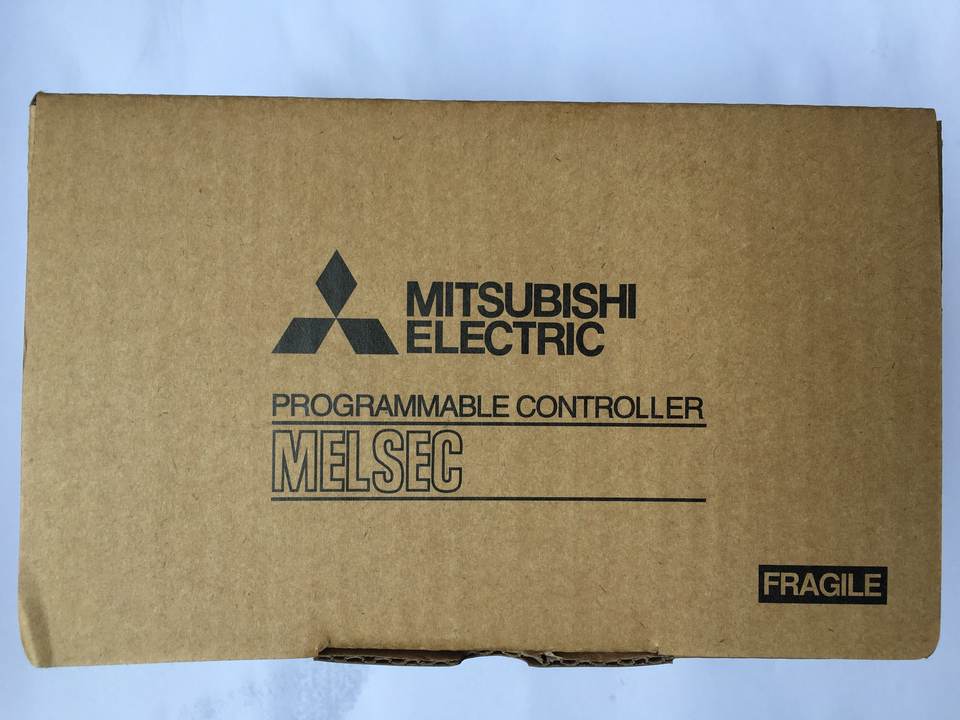 MITSUBISHI
ELECTRIC
PROGRAMMABLE CONTROLLER
MELSEC
FRAGILE